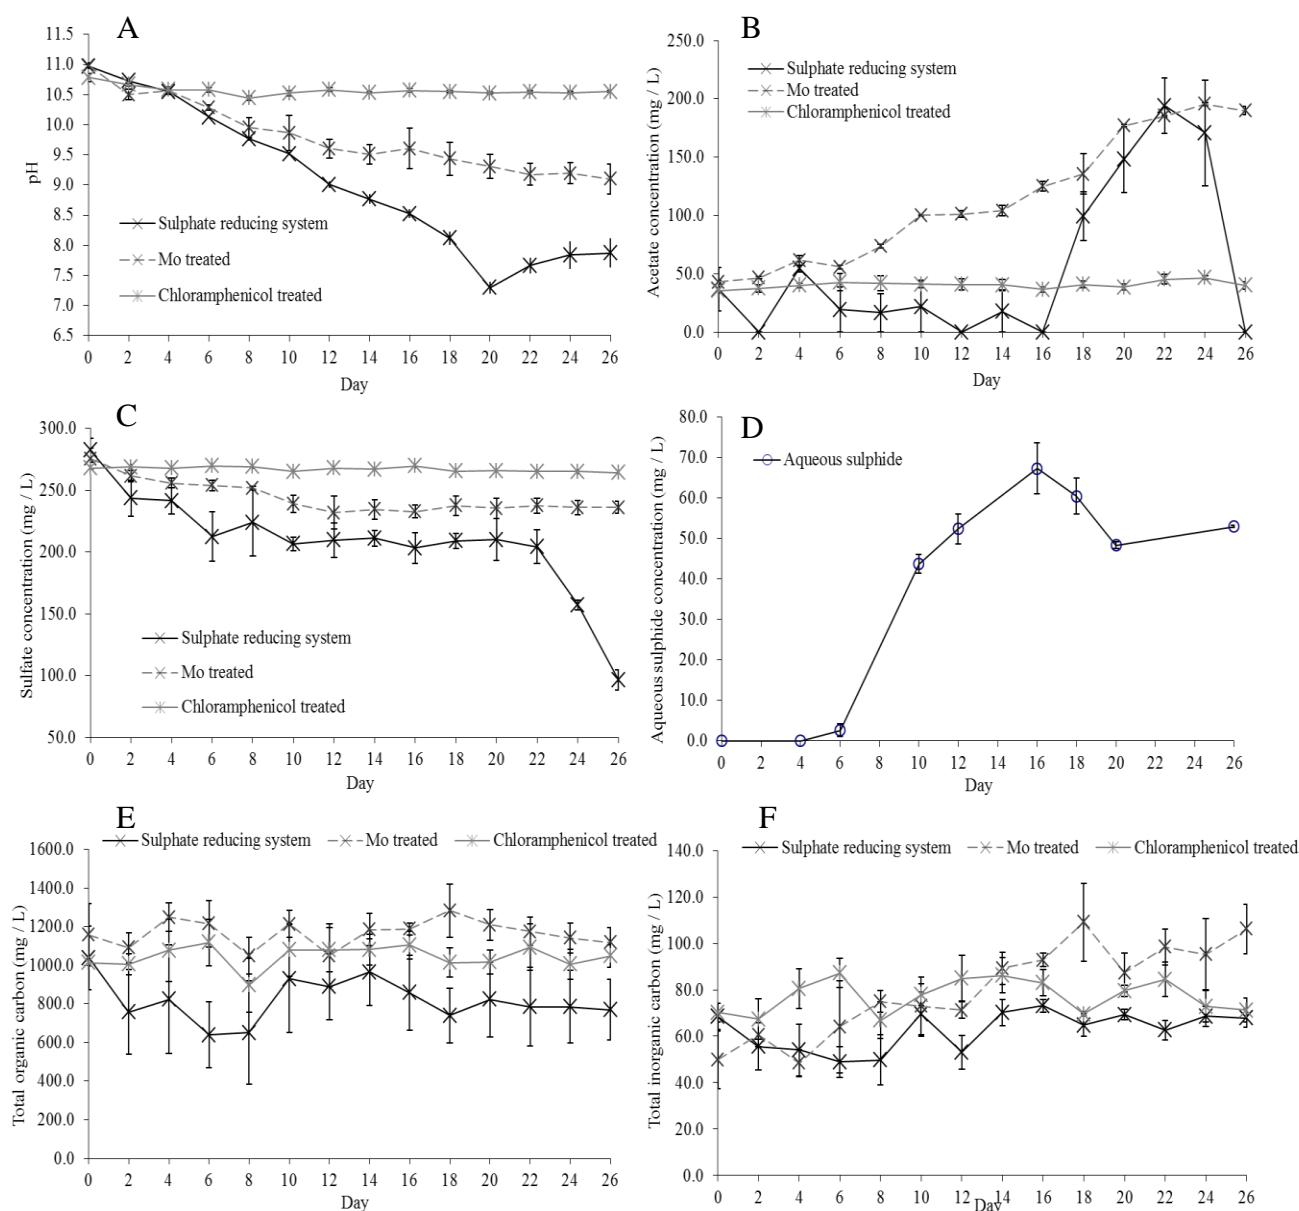 A
11.5
11.0
10.5
10.0
9.5
9.0
8.5
8.0
7.5
7.0
6.5
pH
Sulphate reducing system
Mo treated
Chloramphenicol treated
0 2 4 6 8 10 12 14 16 18 20 22 24 26
Day
B
250.0
200.0
150.0
100.0
50.0
0.0
Acetate concentration (mg / L)
Sulphate reducing system
Mo treated
Chloramphenicol treated
0 2 4 6 8 10 12 14 16 18 20 22 24 26
Day
C
300.0
250.0
200.0
150.0
100.0
50.0
Sulfate concentration (mg / L)
Sulphate reducing system
Mo treated
Chloramphenicol treated
0 2 4 6 8 10 12 14 16 18 20 22 24 26
Day
D
80.0
70.0
60.0
50.0
40.0
30.0
20.0
10.0
0.0
Aqueous sulphide concentration (mg / L)
Aqueous sulphide
0 2 4 6 8 10 12 14 16 18 20 22 24 26
Day
E
Sulphate reducing system Mo treated Chloramphenicol treated
1600.0
1400.0
1200.0
1000.0
800.0
600.0
400.0
200.0
0.0
Total organic carbon (mg / L)
0 2 4 6 8 10 12 14 16 18 20 22 24 26
Day
F
Sulphate reducing system Mo treated Chloramphenicol treated
140.0
120.0
100.0
80.0
60.0
40.0
20.0
0.0
Total inorganic carbon (mg / L)
0 2 4 6 8 10 12 14 16 18 20 22 24 26
Day